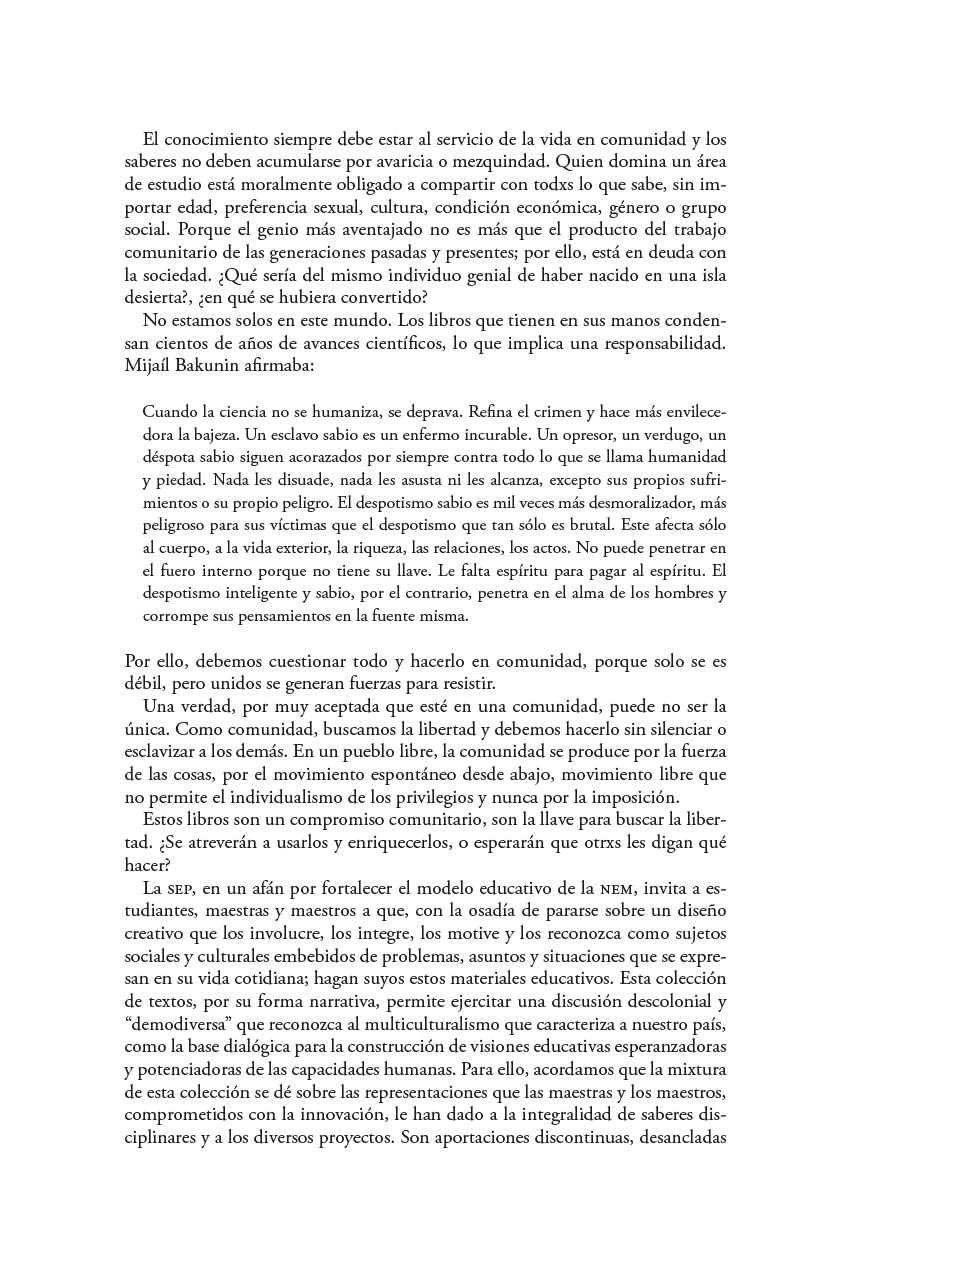 El conocimiento siempre debe estar al servicio de la vida en comunidad y los
saberes no deben acumularse por avaricia o mezquindad. Quien domina un área
de estudio está moralmente obligado a compartir con todxs lo que sabe, sin im-
portar edad, preferencia sexual, cultura, condición económica, género o grupo
social. Porque el genio más aventajado no es más que el producto del trabajo
comunitario de las generaciones pasadas y presentes; por ello, está en deuda con
la sociedad. ¿Qué sería del mismo individuo genial de haber nacido en una isla
desierta?, ¿en qué se hubiera convertido?
No estamos solos en este mundo. Los libros que tienen en sus manos conden-
san cientos de años de avances científicos, lo que implica una responsabilidad.
Mijaíl Bakunin afirmaba:
Cuando la ciencia no se humaniza, se deprava. Refina el crimen y hace más envilece-
dora la bajeza. Un esclavo sabio es un enfermo incurable. Un opresor, un verdugo, un
déspota sabio siguen acorazados por siempre contra todo lo que se llama humanidad
y piedad. Nada les disuade, nada les asusta ni les alcanza, excepto sus propios sufri-
mientos o su propio peligro. El despotismo sabio es mil veces más desmoralizador, más
peligroso para sus víctimas que el despotismo que tan sólo es brutal. Este afecta sólo
al cuerpo, a la vida exterior, la riqueza, las relaciones, los actos. No puede penetrar en
el fuero interno porque no tiene su llave. Le falta espíritu para pagar al espíritu. El
despotismo inteligente y sabio, por el contrario, penetra en el alma de los hombres y
corrompe sus pensamientos en la fuente misma.
Por ello, debemos cuestionar todo y hacerlo en comunidad, porque solo se es
débil, pero unidos se generan fuerzas para resistir.
Una verdad, por muy aceptada que esté en una comunidad, puede no ser la
única. Como comunidad, buscamos la libertad y debemos hacerlo sin silenciar o
esclavizar a los demás. En un pueblo libre, la comunidad se produce por la fuerza
de las cosas, por el movimiento espontáneo desde abajo, movimiento libre que
no permite el individualismo de los privilegios y nunca por la imposición.
Estos libros son un compromiso comunitario, son la llave para buscar la liber-
tad. ¿Se atreverán a usarlos y enriquecerlos, o esperarán que otrxs les digan qué
hacer?
La SEP, en un afán por fortalecer el modelo educativo de la NEM, invita a es-
tudiantes, maestras y maestros a que, con la osadía de pararse sobre un diseño
creativo que los involucre, los integre, los motive y los reconozca como sujetos
sociales y culturales embebidos de problemas, asuntos y situaciones que se expre-
san en su vida cotidiana; hagan suyos estos materiales educativos. Esta colección
de textos, por su forma narrativa, permite ejercitar una discusión descolonial y
“demodiversa” que reconozca al multiculturalismo que caracteriza a nuestro país,
como la base dialógica para la construcción de visiones educativas esperanzadoras
y potenciadoras de las capacidades humanas. Para ello, acordamos que la mixtura
de esta colección se dé sobre las representaciones que las maestras y los maestros,
comprometidos con la innovación, le han dado a la integralidad de saberes dis-
ciplinares y a los diversos proyectos. Son aportaciones discontinuas, desancladas